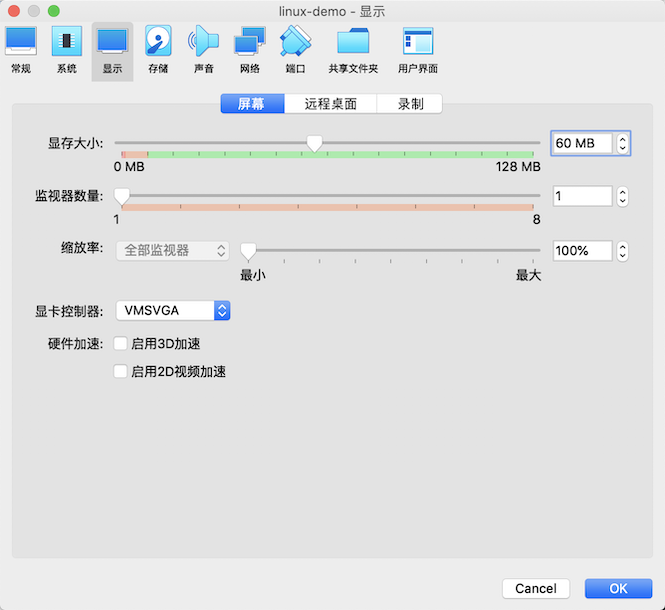 linux-demo - 显示
常规 系统 显示 存储 声音 网络 端口 共享文件夹 用户界面
屏幕 远程桌面 录制
显存大小: 60 MB
0 MB 128 MB
监视器数量: 1
1 8
缩放率: 全部监视器 100%
最小 最大
显卡控制器: VMSVGA
硬件加速: 启用3D加速
启用2D视频加速
Cancel OK